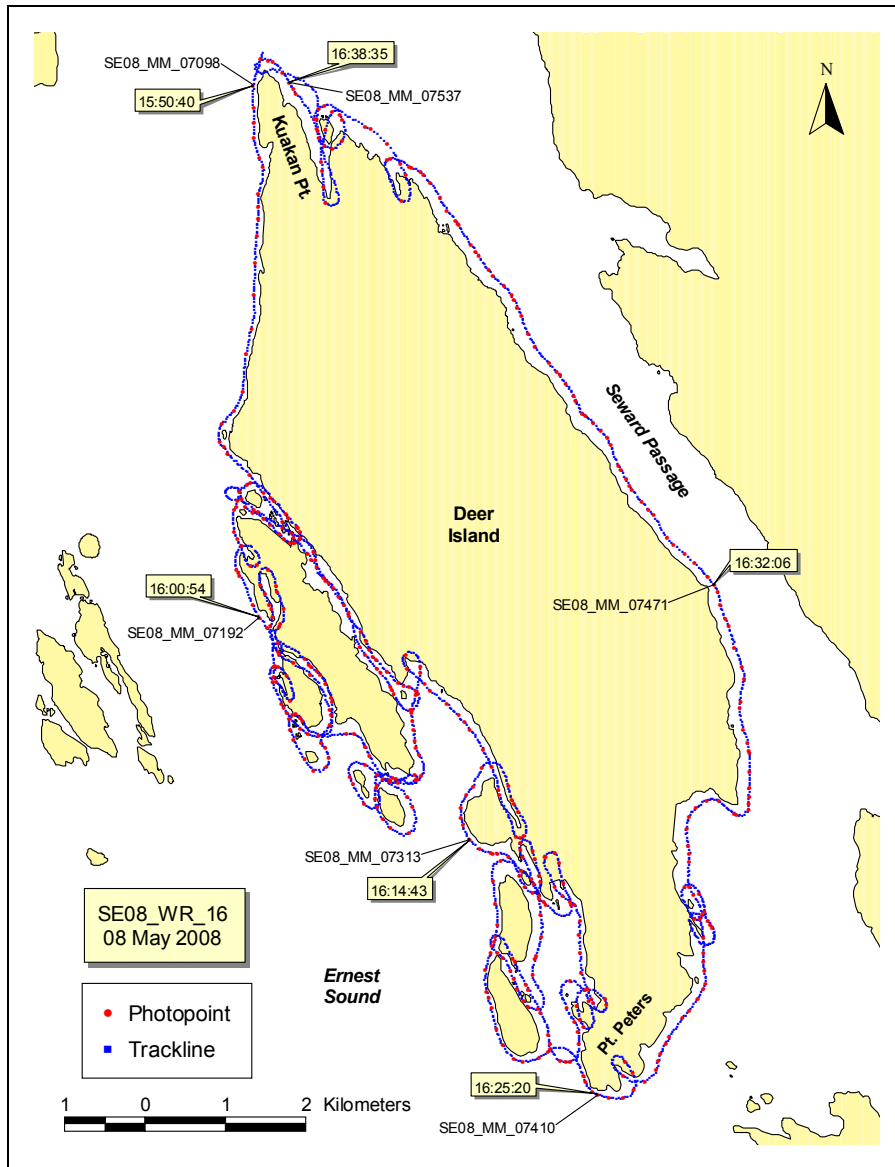 SE08_MM_07098
16:38:35
15:50:40
SE08_MM_07537
N
Kuakan Pt.
Seward Passage
Deer
Island
16:32:06
16:00:54
SE08_MM_07471
SE08_MM_07192
SE08_MM_07313
16:14:43
SE08_WR_16
08 May 2008
Ernest
Sound
Photopoint
Trackline
Pt. Peters
16:25:20
1 0 1 2 Kilometers
SE08_MM_07410